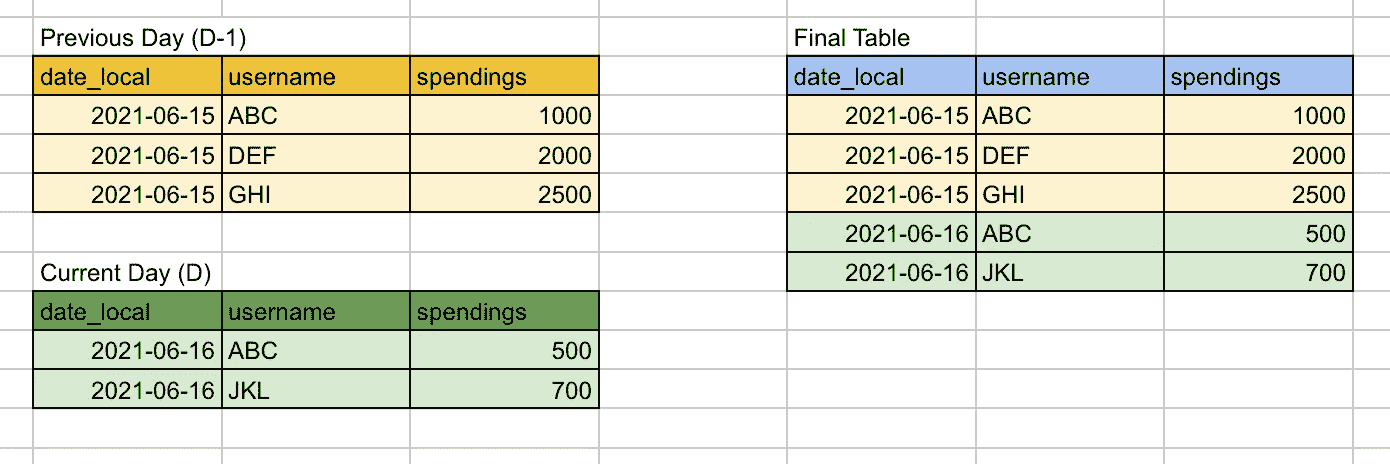 Previous Day (D-1)
date_local username spendings
2021-06-15 ABC 1000
2021-06-15 DEF 2000
2021-06-15 GHI 2500
Current Day (D)
date_local username spendings
2021-06-16 ABC 500
2021-06-16 JKL 700
Final Table
date_local username spendings
2021-06-15 ABC 1000
2021-06-15 DEF 2000
2021-06-15 GHI 2500
2021-06-16 ABC 500
2021-06-16 JKL 700